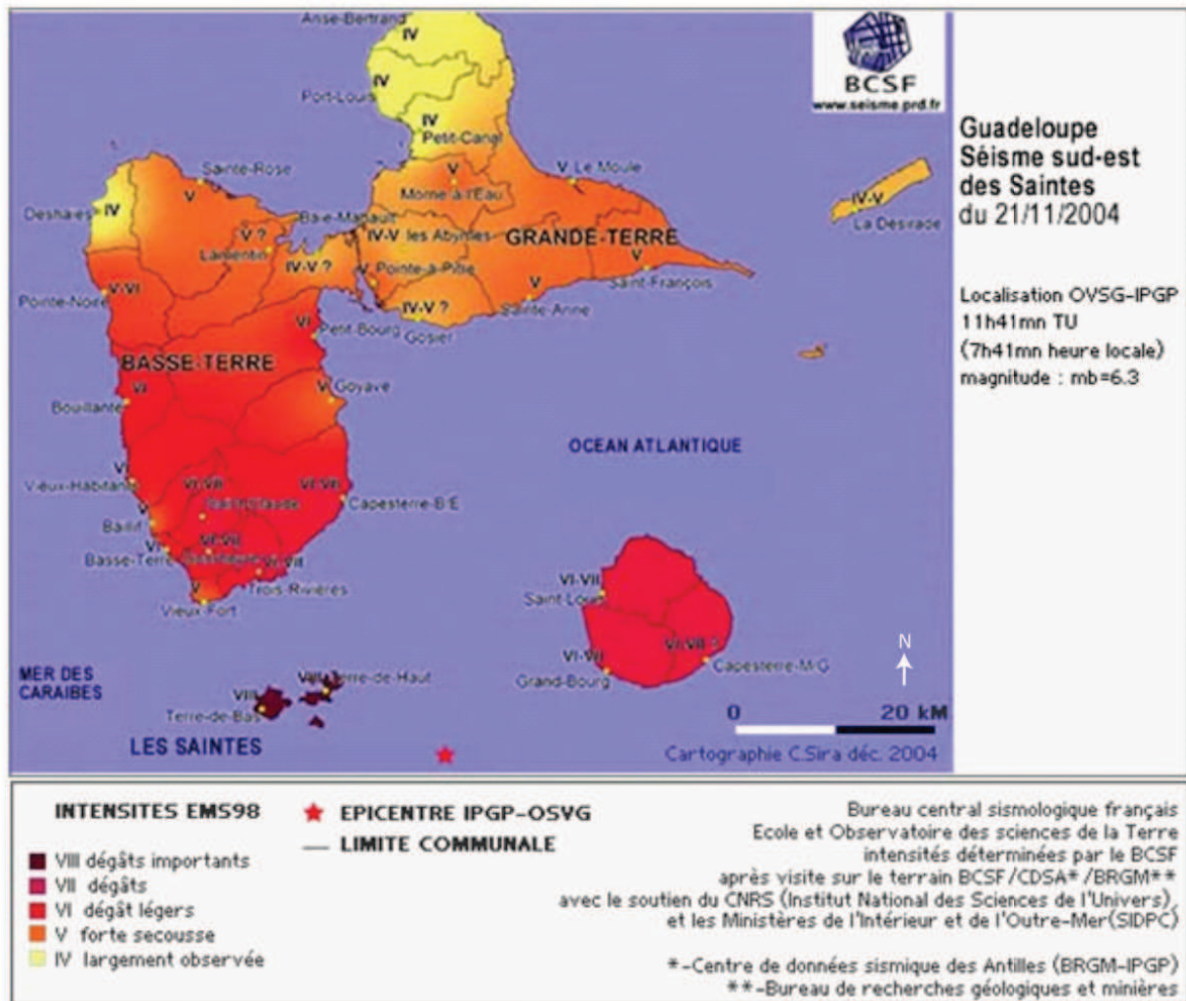 Anse-Bertrand
IV
IV
Port-Louis
IV
Petit-Canal
BCSF
www.seisme.prd.fr
Guadeloupe
Séisme sud-est
des Saintes
du 21/11/2004
Localisation OVSG-IPGP
11h41mn TU
(7h41mn heure locale)
magnitude : mb=6.3
Sainte-Rose
V
V
Morne à l'Eau
V Le Moule
IV-V
La Désirade
Deshaies
IV
V ?
Lamentin
Baie-Mahault
IV-V les Abymes
GRANDE-TERRE
IV-V ?
V Pointe-à-Pitre
V
Saint-François
V
Sainte-Anne
IV-V ?
Gosier
V-VI
Pointe-Noire
VI
Petit-Bourg
BASSE-TERRE
VI
Bouillante
V Goyave
OCEAN ATLANTIQUE
VI
Vieux-Habitants
VI-VII
Saint-Claude
VI-VII
Capesterre-B.E
V
Baillif
VI
Basse-Terre
VI-VII
VI-VII
Trois-Rivières
V
Vieux-Fort
VI-VII
Saint-Louis
VI-VII
Grand-Bourg
VI-VII ?
Capesterre-M-G
N
MER DES
CARAIBES
VIII
Terre-de-Bas
VIII Terre-de-Haut
LES SAINTES
0 20 kM
Cartographie C.Sira déc. 2004
INTENSITES EMS98
VIII dégâts importants
VII dégâts
VI dégât légers
V forte secousse
IV largement observée
EPICENTRE IPGP-OSVG
LIMITE COMMUNALE
Bureau central sismologique français
Ecole et Observatoire des sciences de la Terre
intensités déterminées par le BCSF
après visite sur le terrain BCSF/CDSA*/BRGM**
avec le soutien du CNRS (Institut National des Sciences de l'Univers),
et les Ministères de l'Intérieur et de l'Outre-Mer(SIDPC)
*-Centre de données sismique des Antilles (BRGM-IPGP)
**-Bureau de recherches géologiques et minières